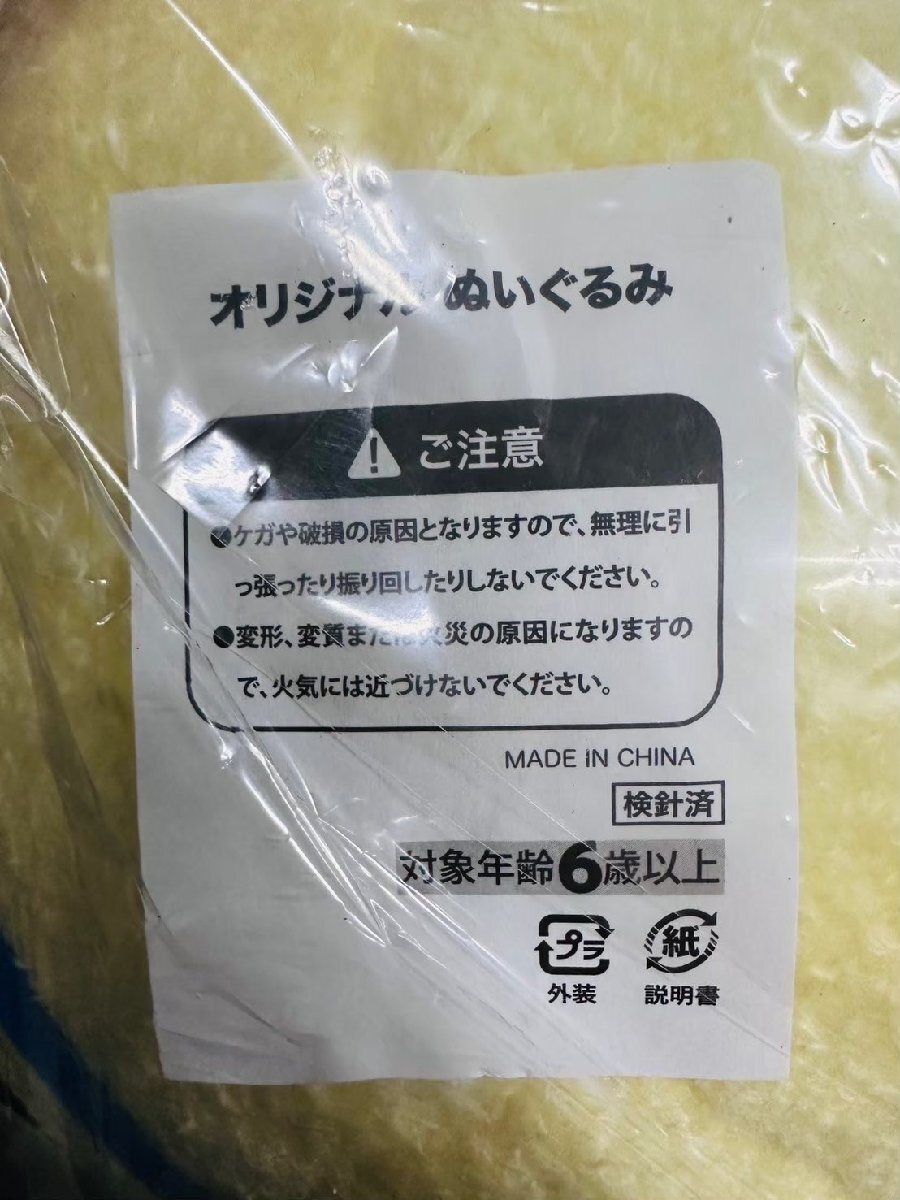 オリジナル ぬいぐるみ
ご注意
●ケガや破損の原因となりますので、無理に引
っ張ったり振り回したりしないでください。
●変形、変質または火災の原因になりますの
で、火気には近づけないでください。
MADE IN CHINA
検針済
対象年齢6歳以上
プラ 紙
外装 説明書